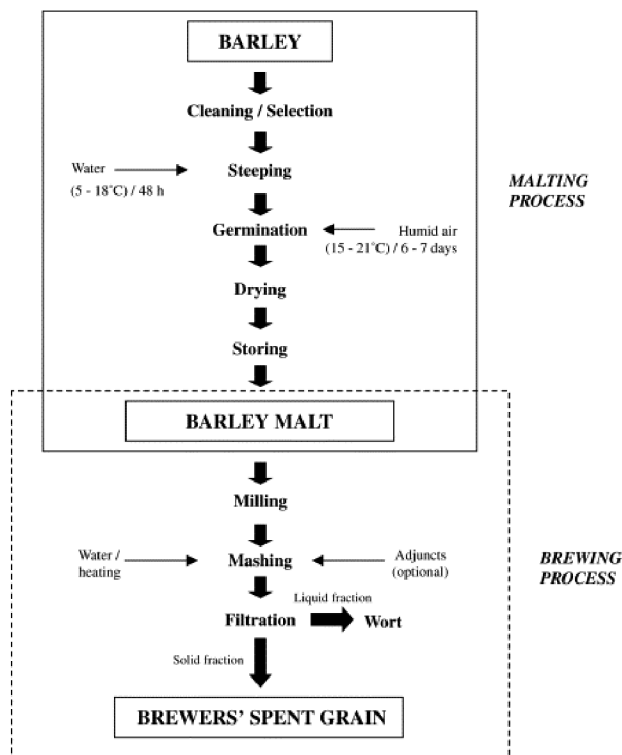 BARLEY
Cleaning / Selection
Water
(5 - 18°C) / 48 h
Steeping
MALTING
PROCESS
Germination
Humid air
(15 - 21°C) / 6 - 7 days
Drying
Storing
BARLEY MALT
Milling
Water /
heating
Mashing
Adjuncts
(optional)
BREWING
PROCESS
Liquid fraction
Filtration
Wort
Solid fraction
BREWERS' SPENT GRAIN